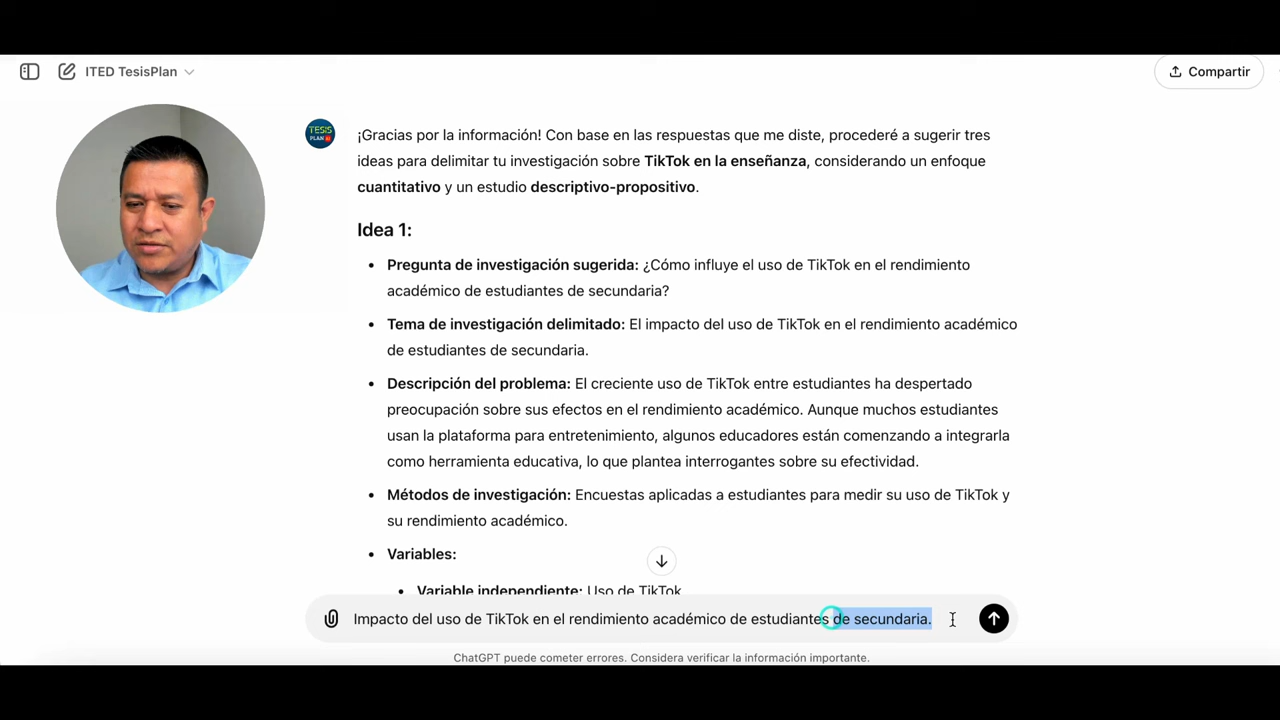 ITED TesisPlan
Compartir
TESIS
PLAN AI
¡Gracias por la información! Con base en las respuestas que me diste, procederé a sugerir tres
ideas para delimitar tu investigación sobre TikTok en la enseñanza, considerando un enfoque
cuantitativo y un estudio descriptivo-propositivo.
Idea 1:
• Pregunta de investigación sugerida: ¿Cómo influye el uso de TikTok en el rendimiento
académico de estudiantes de secundaria?
• Tema de investigación delimitado: El impacto del uso de TikTok en el rendimiento académico
de estudiantes de secundaria.
• Descripción del problema: El creciente uso de TikTok entre estudiantes ha despertado
preocupación sobre sus efectos en el rendimiento académico. Aunque muchos estudiantes
usan la plataforma para entretenimiento, algunos educadores están comenzando a integrarla
como herramienta educativa, lo que plantea interrogantes sobre su efectividad.
• Métodos de investigación: Encuestas aplicadas a estudiantes para medir su uso de TikTok y
su rendimiento académico.
• Variables:
• Variable independiente: Uso de TikTok
Impacto del uso de TikTok en el rendimiento académico de estudiantes de secundaria.
ChatGPT puede cometer errores. Considera verificar la información importante.